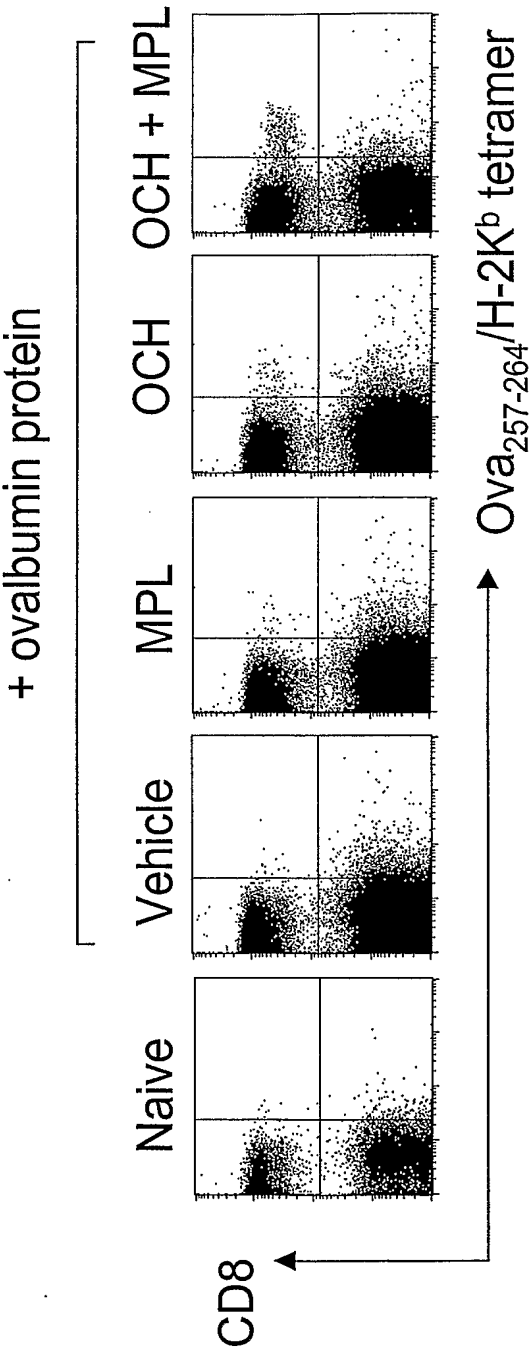 + ovalbumin protein
Naive
Vehicle
MPL
OCH
OCH + MPL
CD8
Ova257-264/H-2Kb tetramer